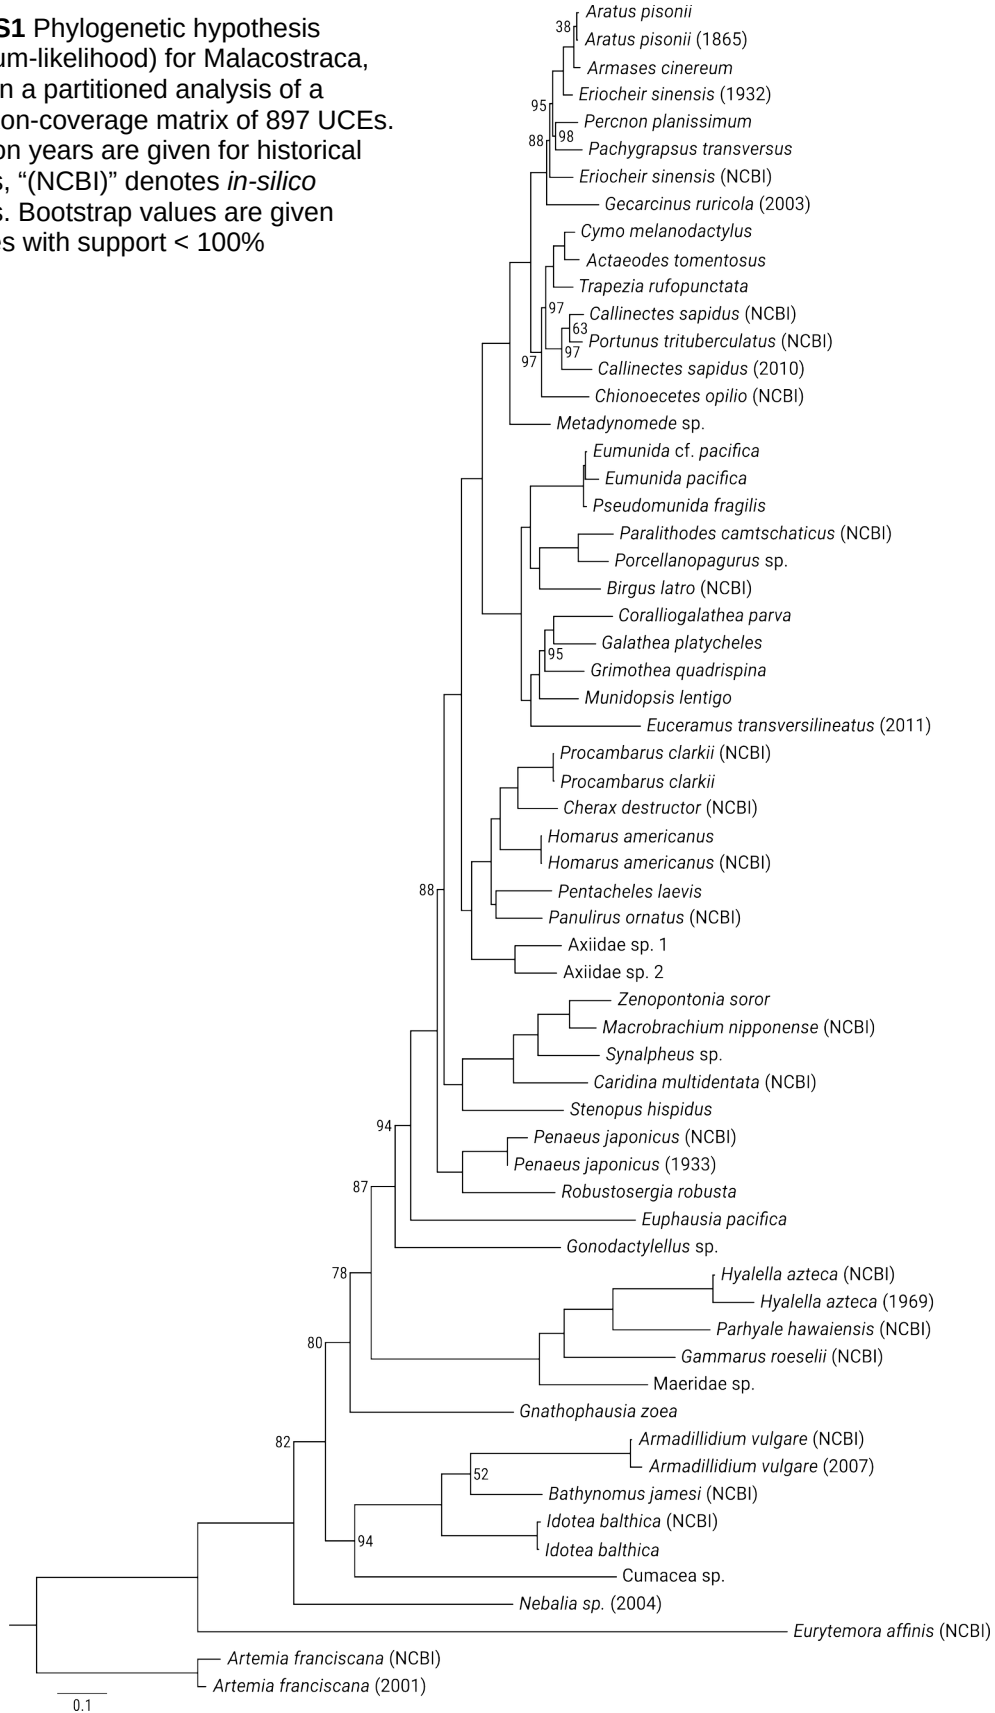 S1 Phylogenetic hypothesis
um-likelihood) for Malacostraca,
n a partitioned analysis of a
on-coverage matrix of 897 UCEs.
on years are given for historical
s, “(NCBI)” denotes in-silico
s. Bootstrap values are given
es with support < 100%
Aratus pisonii
38
Aratus pisonii (1865)
Armases cinereum
Eriocheir sinensis (1932)
95
Percnon planissimum
98
88
Pachygrapsus transversus
Eriocheir sinensis (NCBI)
Gecarcinus ruricola (2003)
Cymo melanodactylus
Actaeodes tomentosus
Trapezia rufopunctata
97
Callinectes sapidus (NCBI)
63
Portunus trituberculatus (NCBI)
97
97
Callinectes sapidus (2010)
Chionoecetes opilio (NCBI)
Metadynomede sp.
Eumunida cf. pacifica
Eumunida pacifica
Pseudomunida fragilis
Paralithodes camtschaticus (NCBI)
Porcellanopagurus sp.
Birgus latro (NCBI)
Coralliogalathea parva
Galathea platycheles
95
Grimothea quadrispina
Munidopsis lentigo
Euceramus transversilineatus (2011)
Procambarus clarkii (NCBI)
Procambarus clarkii
Cherax destructor (NCBI)
Homarus americanus
Homarus americanus (NCBI)
88
Pentacheles laevis
Panulirus ornatus (NCBI)
Axiidae sp. 1
Axiidae sp. 2
Zenopontonia soror
Macrobrachium nipponense (NCBI)
Synalpheus sp.
Caridina multidentata (NCBI)
Stenopus hispidus
94
Penaeus japonicus (NCBI)
Penaeus japonicus (1933)
87
Robustosergia robusta
Euphausia pacifica
Gonodactylellus sp.
78
Hyalella azteca (NCBI)
Hyalella azteca (1969)
Parhyale hawaiensis (NCBI)
80
Gammarus roeselii (NCBI)
Maeridae sp.
Gnathophausia zoea
82
Armadillidium vulgare (NCBI)
Armadillidium vulgare (2007)
52
Bathynomus jamesi (NCBI)
Idotea balthica (NCBI)
94
Idotea balthica
Cumacea sp.
Nebalia sp. (2004)
Eurytemora affinis (NCBI)
Artemia franciscana (NCBI)
Artemia franciscana (2001)
0.1